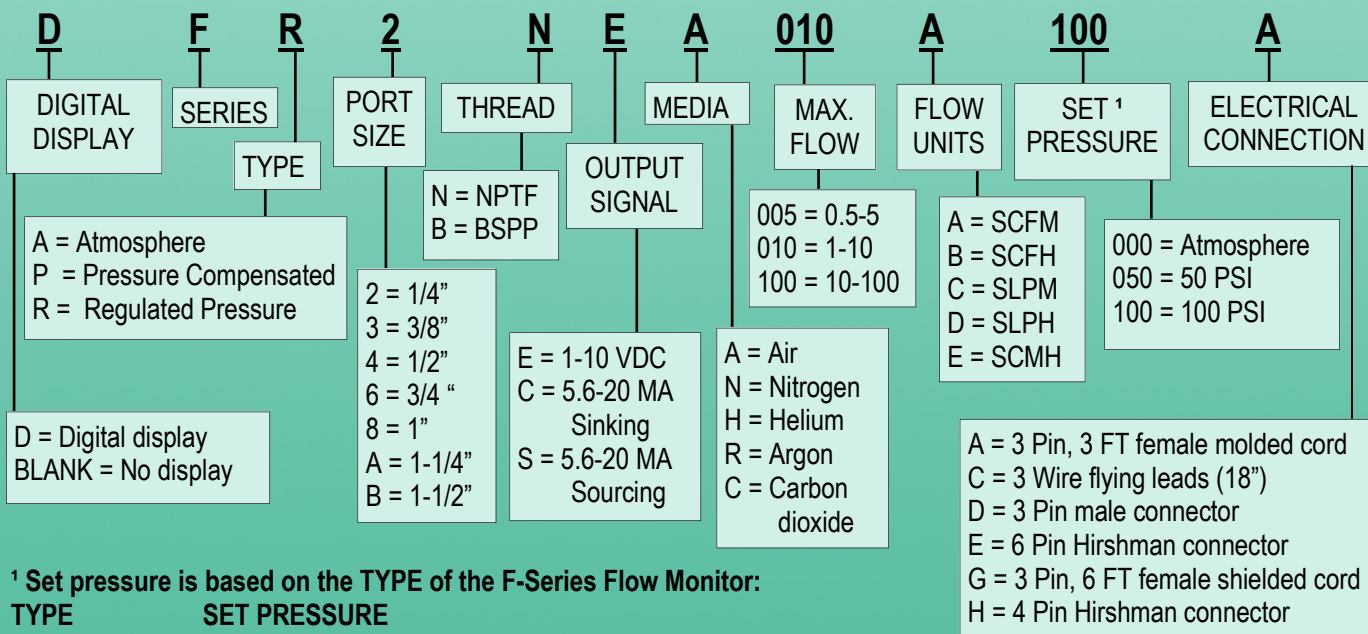 D F R 2 N E A 010 A 100 A
DIGITAL
DISPLAY
SERIES
TYPE
PORT
SIZE
THREAD
OUTPUT
SIGNAL
MEDIA
MAX.
FLOW
FLOW
UNITS
SET ¹
PRESSURE
ELECTRICAL
CONNECTION
D = Digital display
BLANK = No display
A = Atmosphere
P = Pressure Compensated
R = Regulated Pressure
2 = 1/4”
3 = 3/8”
4 = 1/2”
6 = 3/4 “
8 = 1”
A = 1-1/4”
B = 1-1/2”
N = NPTF
B = BSPP
E = 1-10 VDC
C = 5.6-20 MA
Sinking
S = 5.6-20 MA
Sourcing
A = Air
N = Nitrogen
H = Helium
R = Argon
C = Carbon
dioxide
005 = 0.5-5
010 = 1-10
100 = 10-100
A = SCFM
B = SCFH
C = SLPM
D = SLPH
E = SCMH
000 = Atmosphere
050 = 50 PSI
100 = 100 PSI
A = 3 Pin, 3 FT female molded cord
C = 3 Wire flying leads (18”)
D = 3 Pin male connector
E = 6 Pin Hirshman connector
G = 3 Pin, 6 FT female shielded cord
H = 4 Pin Hirshman connector
¹ Set pressure is based on the TYPE of the F-Series Flow Monitor:
TYPE SET PRESSURE